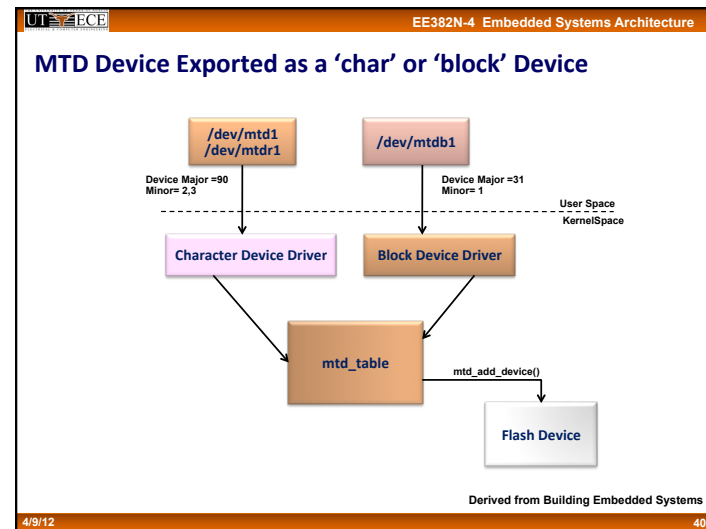 UT ECE
EE382N-4 Embedded Systems Architecture
MTD Device Exported as a ‘char’ or ‘block’ Device
/dev/mtd1
/dev/mtdr1
/dev/mtdb1
Device Major =90
Minor= 2,3
Device Major =31
Minor= 1
User Space
KernelSpace
Character Device Driver
Block Device Driver
mtd_table
mtd_add_device()
Flash Device
Derived from Building Embedded Systems
4/9/12
40